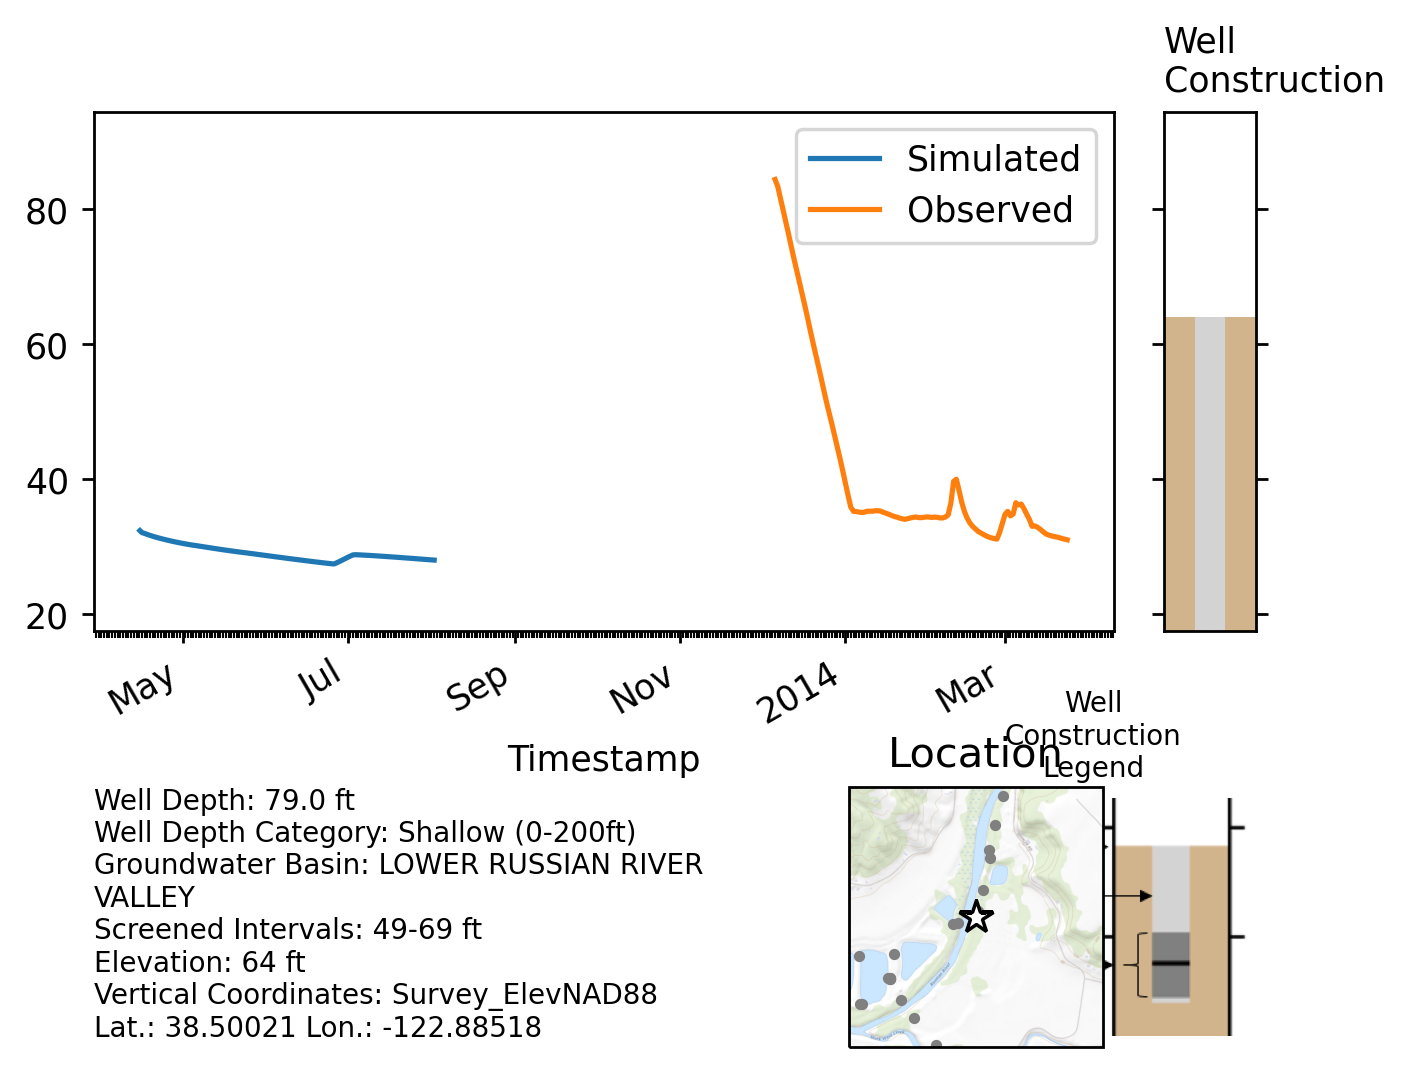 Well
Construction
Simulated
Observed
80
60
40
20
May
Jul
Sep
Nov
2014
Mar
Timestamp
Well
Construction
Legend
Location
Well Depth: 79.0 ft
Well Depth Category: Shallow (0-200ft)
Groundwater Basin: LOWER RUSSIAN RIVER
VALLEY
Screened Intervals: 49-69 ft
Elevation: 64 ft
Vertical Coordinates: Survey_ElevNAD88
Lat.: 38.50021 Lon.: -122.88518